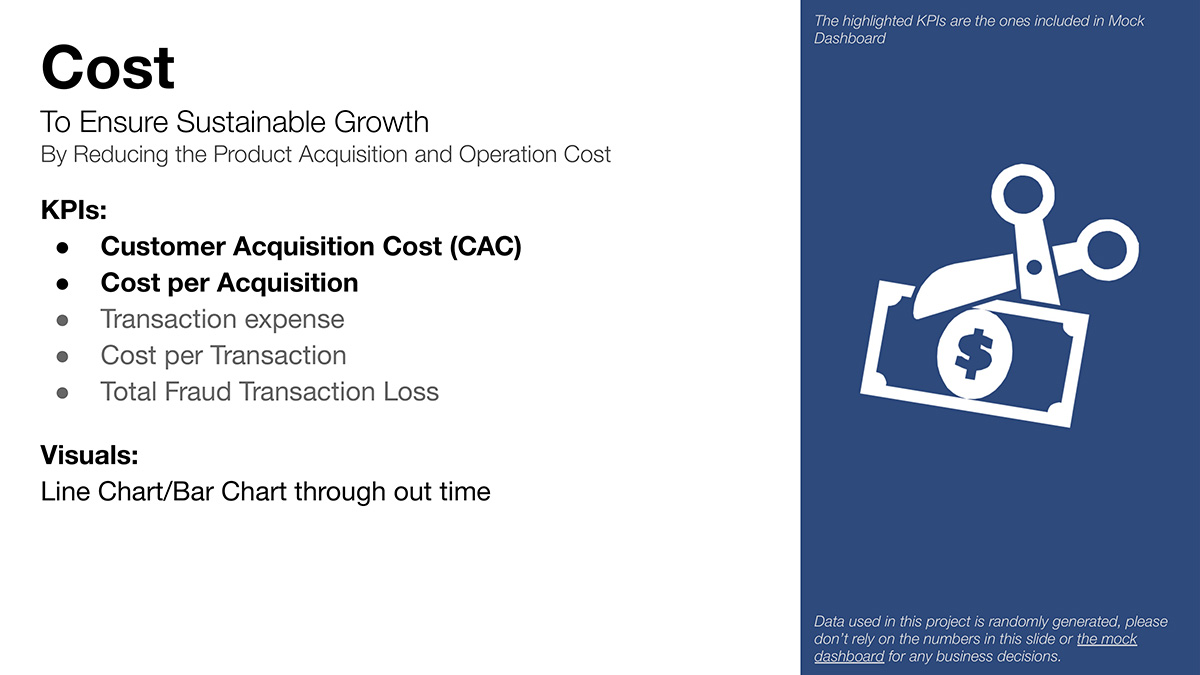 Cost
To Ensure Sustainable Growth
By Reducing the Product Acquisition and Operation Cost
KPIs:
● Customer Acquisition Cost (CAC)
● Cost per Acquisition
● Transaction expense
● Cost per Transaction
● Total Fraud Transaction Loss
Visuals:
Line Chart/Bar Chart through out time
The highlighted KPIs are the ones included in Mock
Dashboard
$
Data used in this project is randomly generated, please
don’t rely on the numbers in this slide or the mock
dashboard for any business decisions.